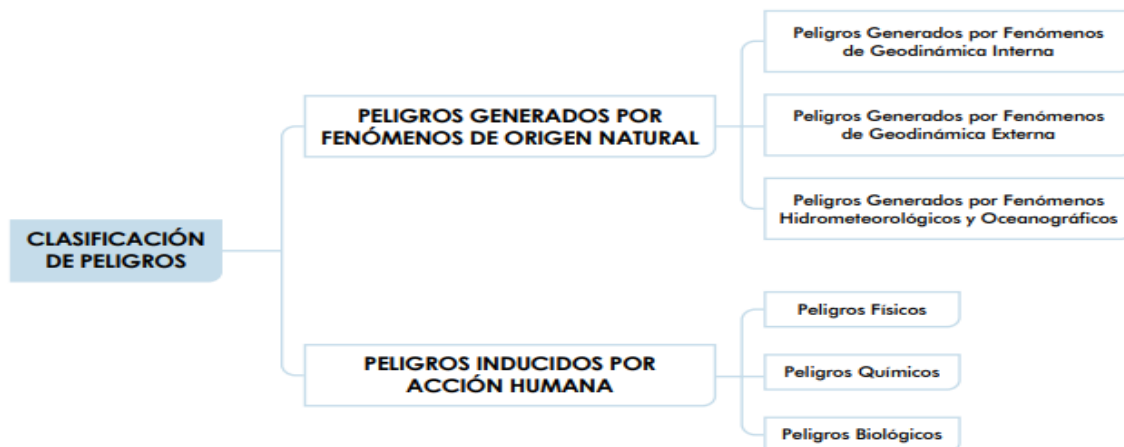 CLASIFICACIÓN
DE PELIGROS
PELIGROS GENERADOS POR
FENÓMENOS DE ORIGEN NATURAL
Peligros Generados por Fenómenos
de Geodinámica Interna
Peligros Generados por Fenómenos
de Geodinámica Externa
Peligros Generados por Fenómenos
Hidrometeorológicos y Oceanográficos
PELIGROS INDUCIDOS POR
ACCIÓN HUMANA
Peligros Físicos
Peligros Químicos
Peligros Biológicos